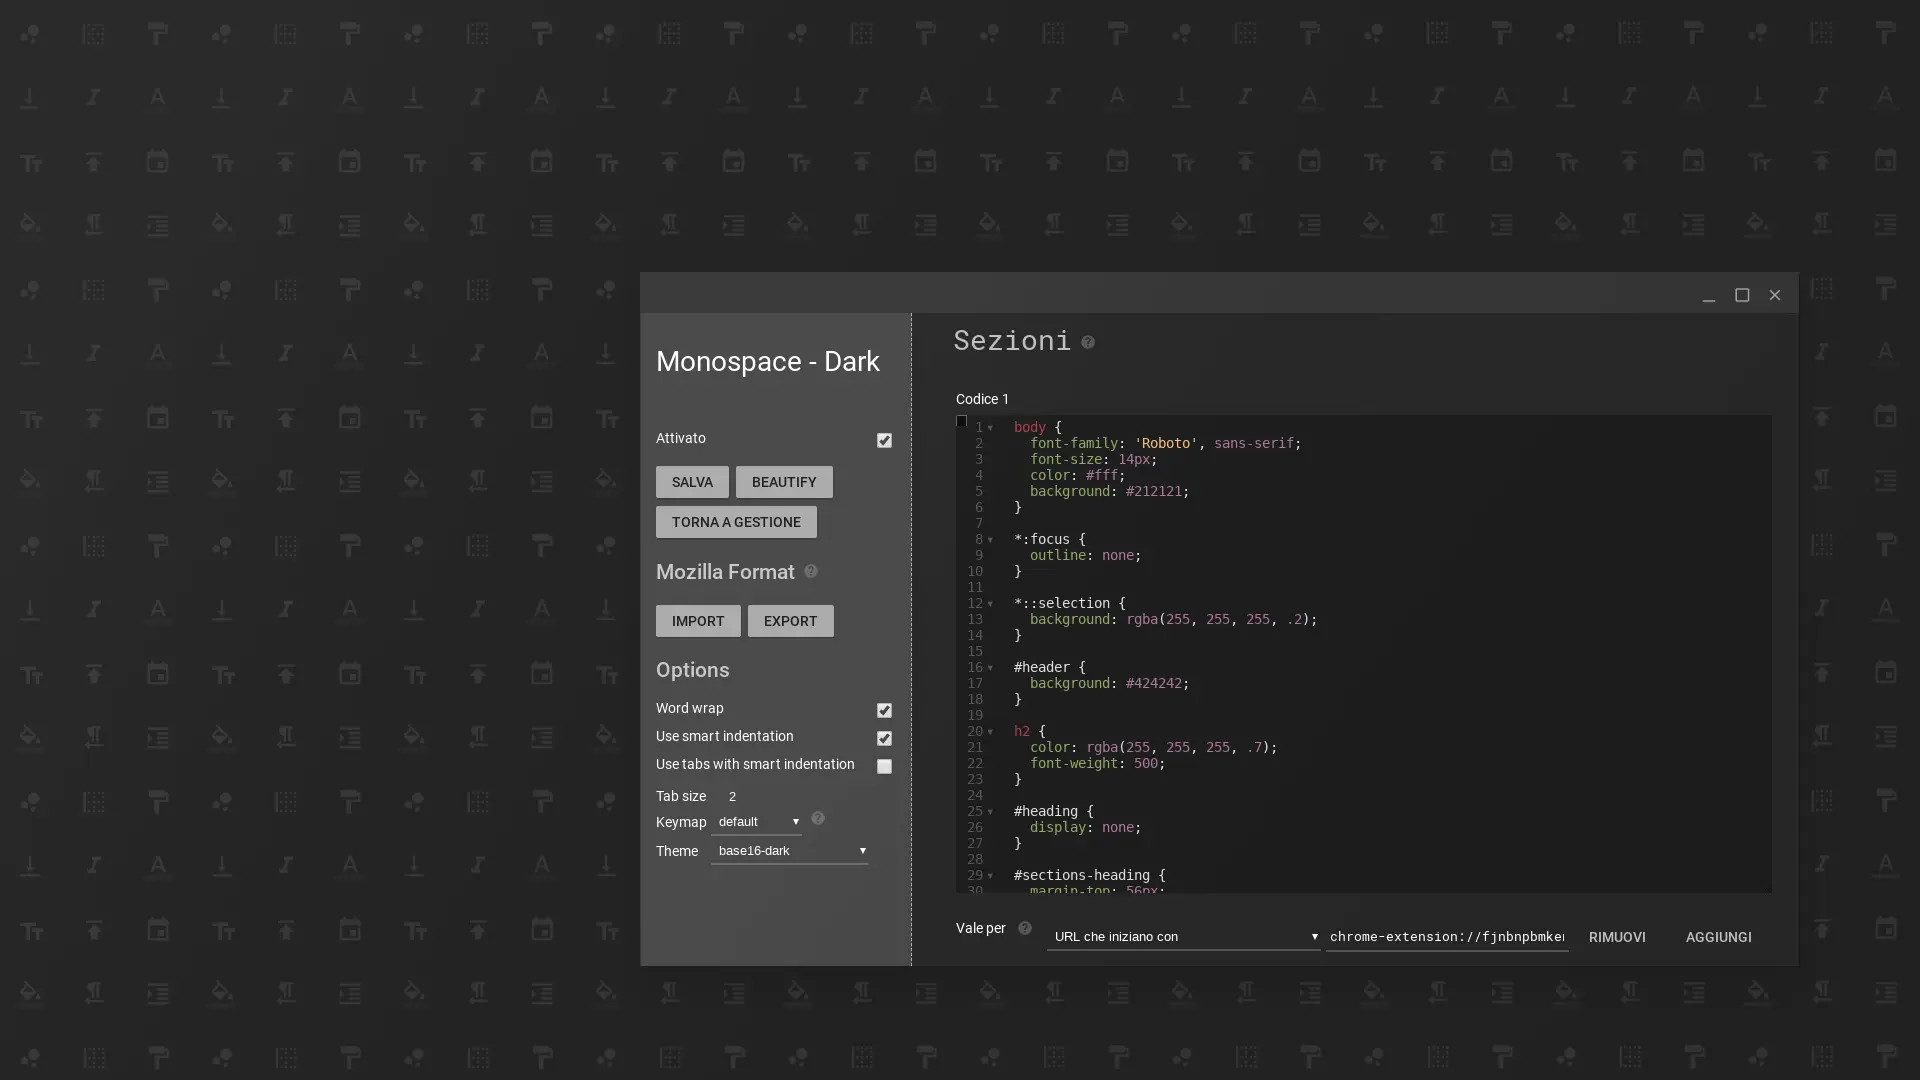 Monospace - Dark
Attivato
SALVA BEAUTIFY
TORNA A GESTIONE
Mozilla Format
IMPORT EXPORT
Options
Word wrap
Use smart indentation
Use tabs with smart indentation
Tab size 2
Keymap default
Theme base16-dark
Sezioni
Codice 1
1 body {
2 font-family: 'Roboto', sans-serif;
3 font-size: 14px;
4 color: #fff;
5 background: #212121;
6 }
7
8 *:focus {
9 outline: none;
10 }
11
12 *::selection {
13 background: rgba(255, 255, 255, .2);
14 }
15
16 #header {
17 background: #424242;
18 }
19
20 h2 {
21 color: rgba(255, 255, 255, .7);
22 font-weight: 500;
23 }
24
25 #heading {
26 display: none;
27 }
28
29 #sections-heading {
30 margin-top: 56px;
Vale per URL che iniziano con chrome-extension://fjnbnpbmker RIMUOVI AGGIUNGI